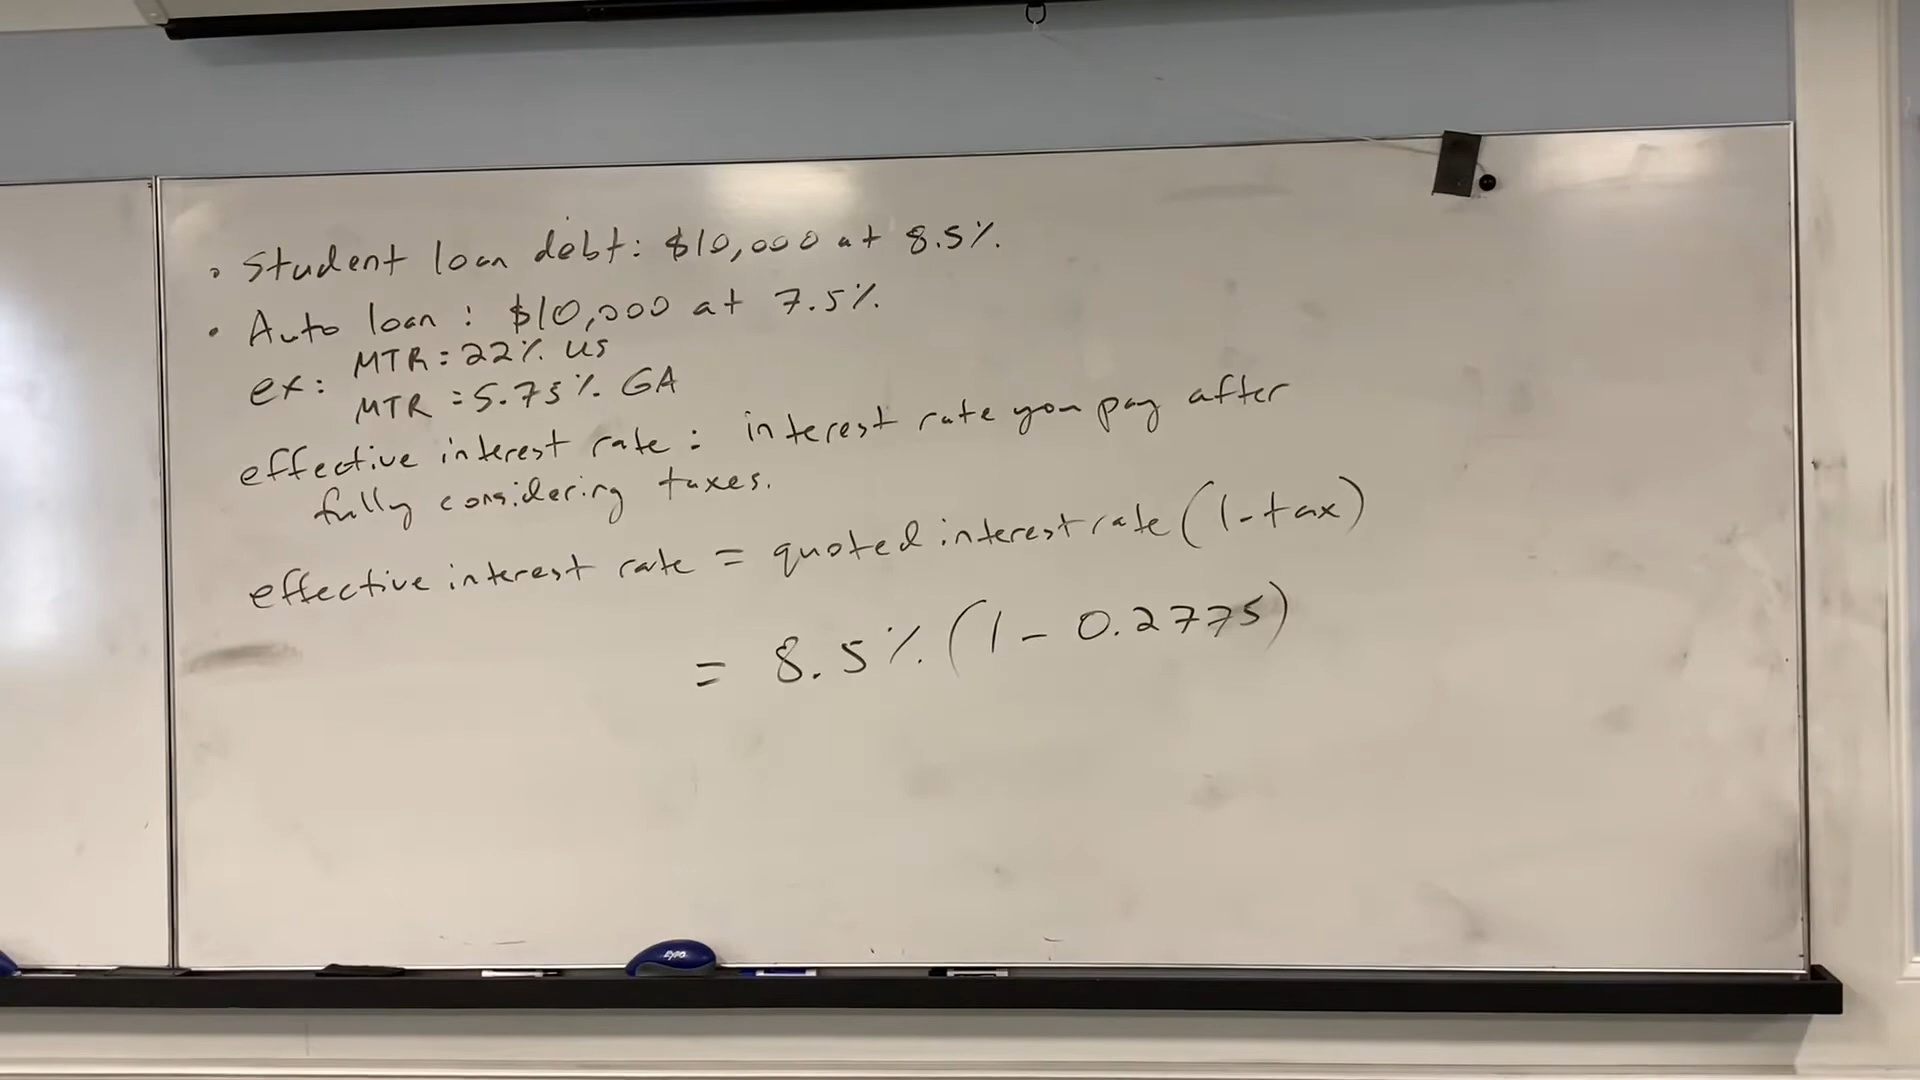 • Student loan debt: $10,000 at 8.5%.
• Auto loan: $10,000 at 7.5%.
ex: MTR = 22% US
MTR = 5.75% GA
effective interest rate: interest rate you pay after
fully considering taxes.
effective interest rate = quoted interest rate (1 - tax)
= 8.5% (1 - 0.2775)
EXPO